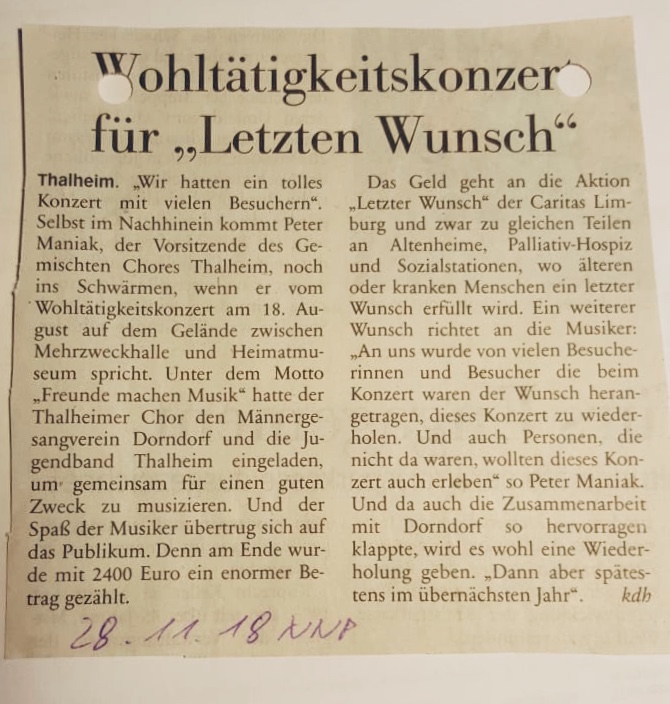 Wohltätigkeitskonzert
für „Letzten Wunsch“
Thalheim. „Wir hatten ein tolles
Konzert mit vielen Besuchern“.
Selbst im Nachhinein kommt Peter
Maniak, der Vorsitzende des Ge-
mischten Chores Thalheim, noch
ins Schwärmen, wenn er vom
Wohltätigkeitskonzert am 18. Au-
gust auf dem Gelände zwischen
Mehrzweckhalle und Heimatmu-
seum spricht. Unter dem Motto
„Freunde machen Musik“ hatte der
Thalheimer Chor den Männerge-
sangverein Dorndorf und die Ju-
gendband Thalheim eingeladen,
um gemeinsam für einen guten
Zweck zu musizieren. Und der
Spaß der Musiker übertrug sich auf
das Publikum. Denn am Ende wur-
de mit 2400 Euro ein enormer Be-
trag gezählt.
Das Geld geht an die Aktion
„Letzter Wunsch“ der Caritas Lim-
burg und zwar zu gleichen Teilen
an Altenheime, Palliativ-Hospiz
und Sozialstationen, wo älteren
oder kranken Menschen ein letzter
Wunsch erfüllt wird. Ein weiterer
Wunsch richtet an die Musiker:
„An uns wurde von vielen Besuche-
rinnen und Besucher die beim
Konzert waren der Wunsch heran-
getragen, dieses Konzert zu wieder-
holen. Und auch Personen, die
nicht da waren, wollten dieses Kon-
zert auch erleben“ so Peter Maniak.
Und da auch die Zusammenarbeit
mit Dorndorf so hervorragen
klappte, wird es wohl eine Wieder-
holung geben. „Dann aber spätes-
tens im übernächsten Jahr“. kdh
28.11.18 NNP